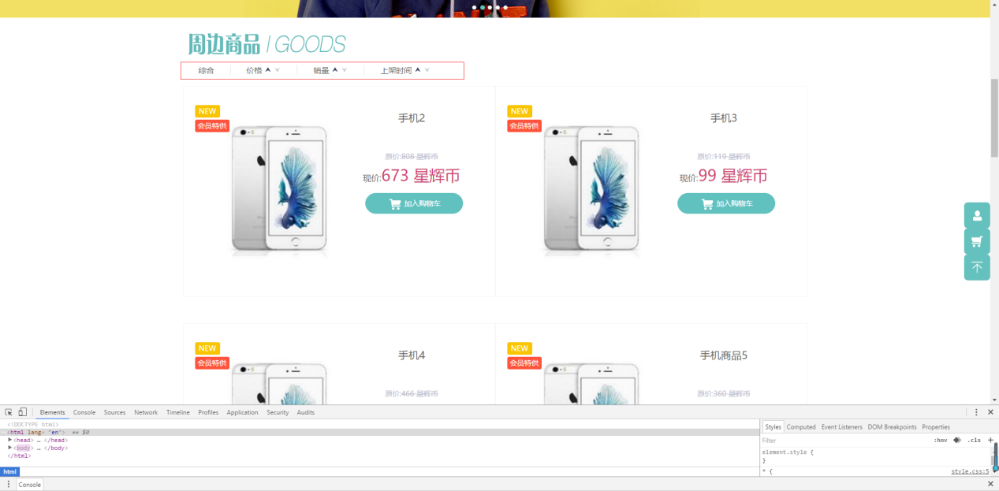 周边商品 / GOODS
综合 价格 销量 上架时间
NEW
会员特供
手机2
原价:808 星辉币
现价:673 星辉币
加入购物车
NEW
会员特供
手机3
原价:119 星辉币
现价:99 星辉币
加入购物车
NEW
会员特供
手机4
原价:466 星辉币
NEW
会员特供
手机商品5
原价:360 星辉币
Elements Console Sources Network Timeline Profiles Application Security Audits
<!DOCTYPE html>
<html lang="en"> == $0
<head> … </head>
<body> … </body>
</html>
html
Styles Computed Event Listeners DOM Breakpoints Properties
Filter :hov .cls +
element.style {
}
* { style.css:5
Console